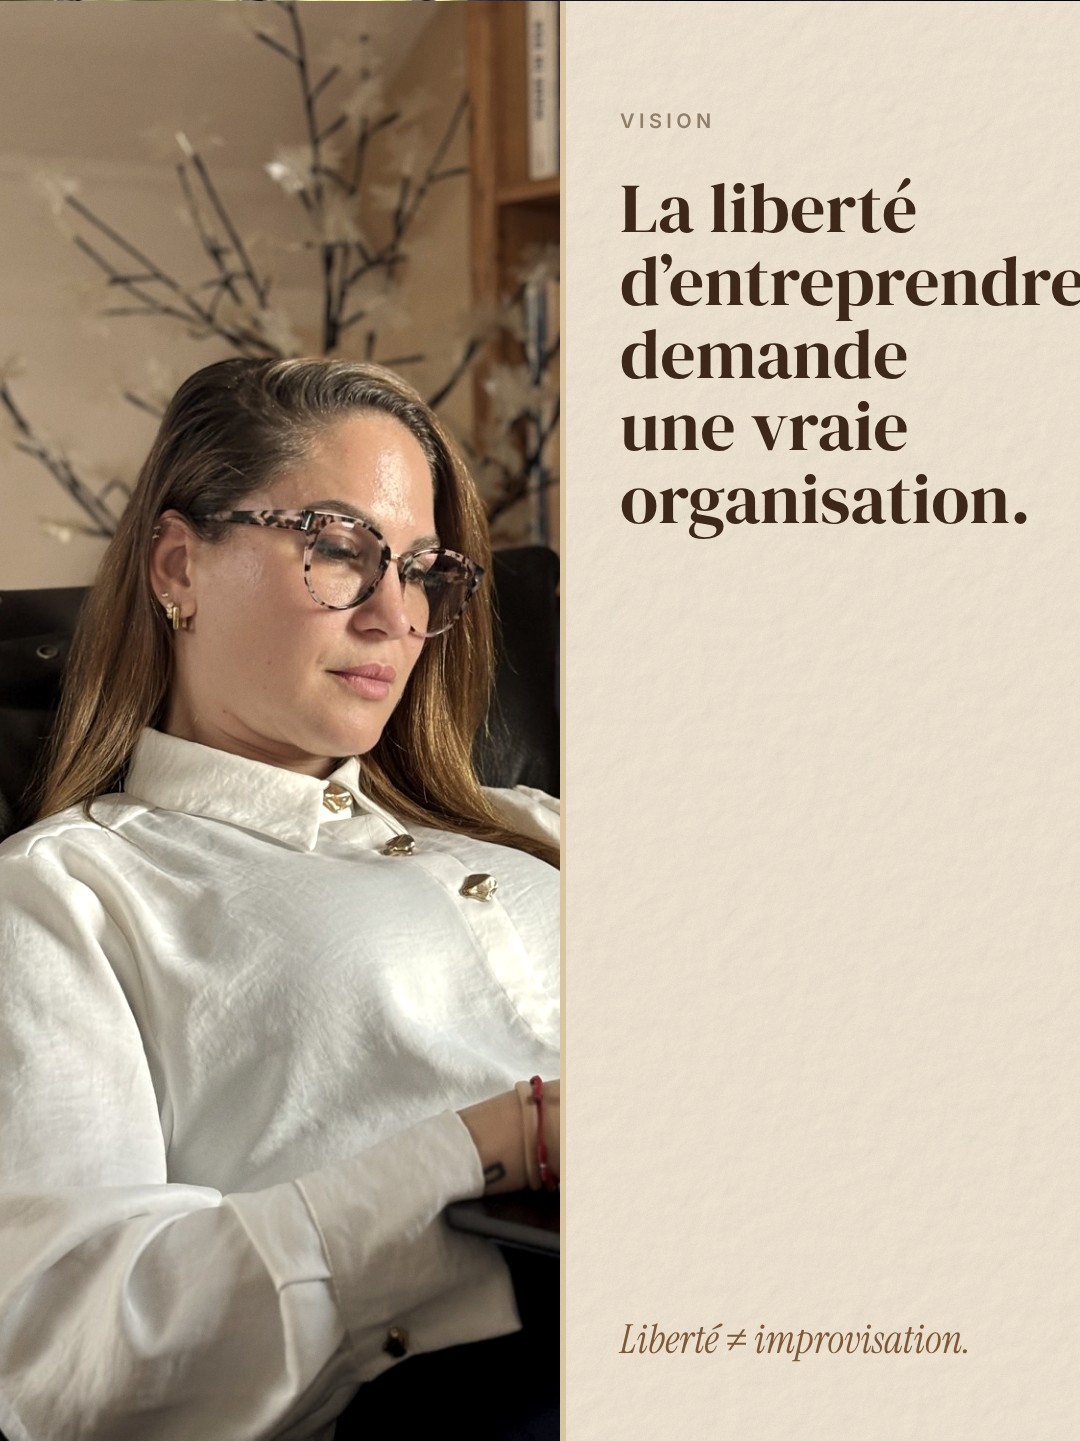 VISION
La liberté
d’entreprendre
demande
une vraie
organisation.
Liberté ≠ improvisation.